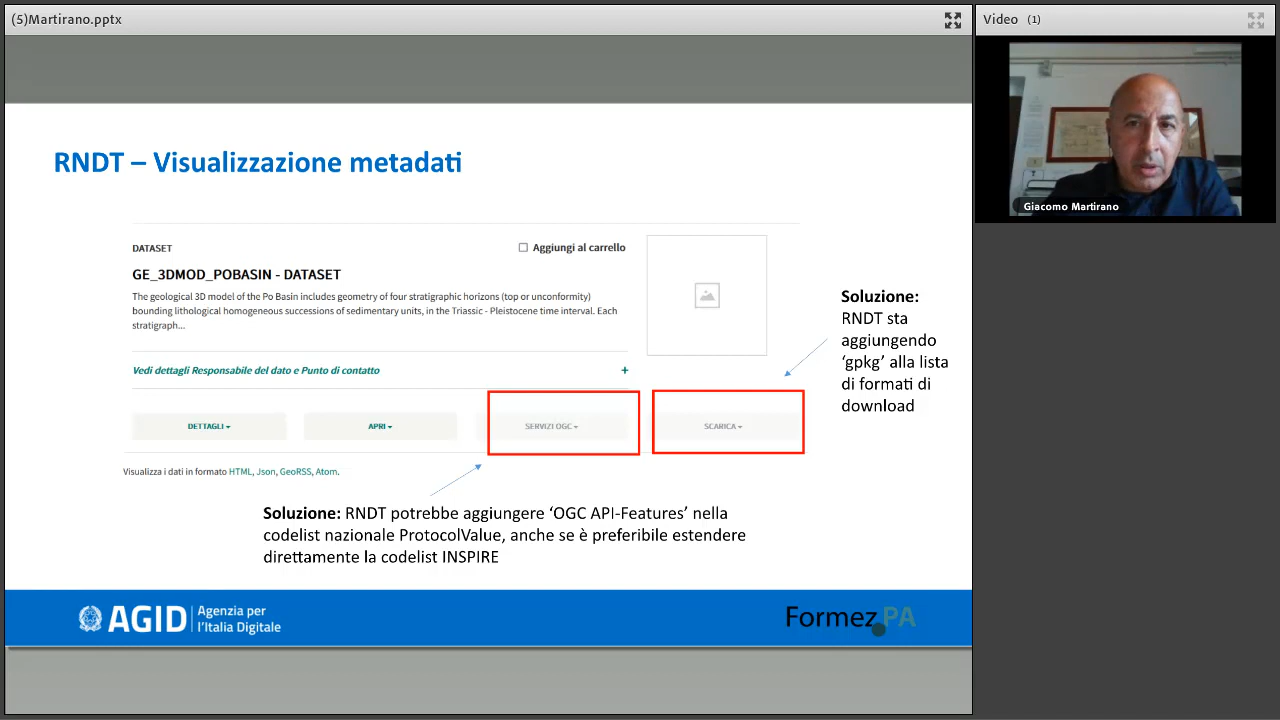 (5)Martirano.pptx
Video (1)
Giacomo Martirano
RNDT – Visualizzazione metadati
DATASET
Aggiungi al carrello
GE_3DMOD_POBASIN - DATASET
The geological 3D model of the Po Basin includes geometry of four stratigraphic horizons (top or unconformity)
bounding lithological homogeneous successions of sedimentary units, in the Triassic - Pleistocene time interval. Each
stratigraph...
Vedi dettagli Responsabile del dato e Punto di contatto +
DETTAGLI
APRI
SERVIZI OGC
SCARICA
Visualizza i dati in formato HTML, Json, GeoRSS, Atom.
Soluzione:
RNDT sta
aggiungendo
‘gpkg’ alla lista
di formati di
download
Soluzione: RNDT potrebbe aggiungere ‘OGC API-Features’ nella
codelist nazionale ProtocolValue, anche se è preferibile estendere
direttamente la codelist INSPIRE
AGID
Agenzia per
l'Italia Digitale
Formez PA